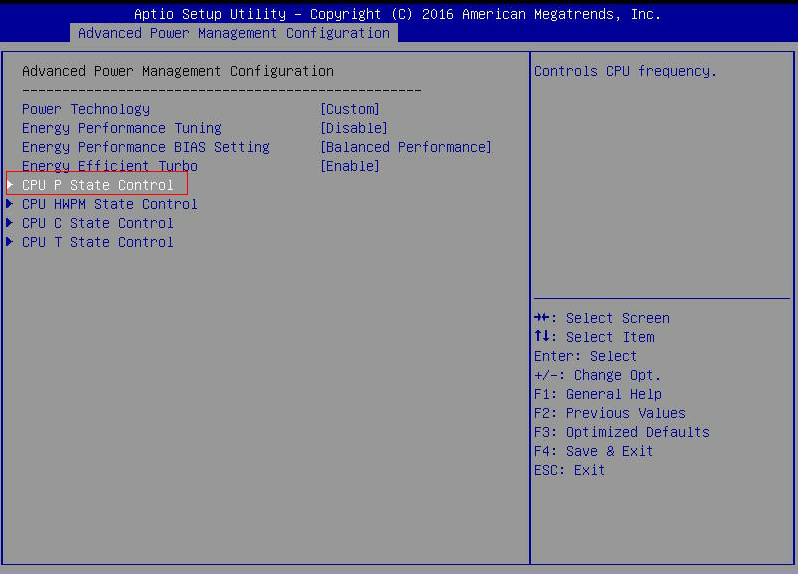 Aptio Setup Utility – Copyright (C) 2016 American Megatrends, Inc.
Advanced Power Management Configuration
Advanced Power Management Configuration
--------------------------------------------------
Power Technology [Custom]
Energy Performance Tuning [Disable]
Energy Performance BIAS Setting [Balanced Performance]
Energy Efficient Turbo [Enable]
CPU P State Control
CPU HWPM State Control
CPU C State Control
CPU T State Control
Controls CPU frequency.
→←: Select Screen
↑↓: Select Item
Enter: Select
+/-: Change Opt.
F1: General Help
F2: Previous Values
F3: Optimized Defaults
F4: Save & Exit
ESC: Exit